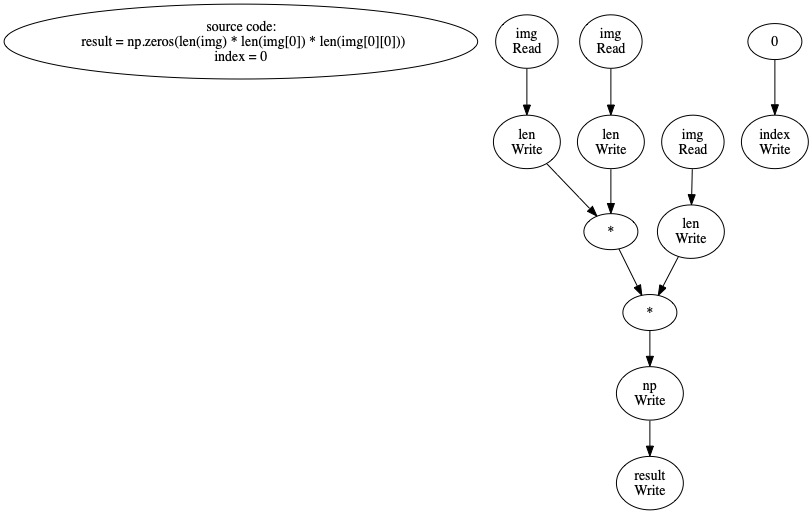 source code:
result = np.zeros(len(img) * len(img[0]) * len(img[0][0]))
index = 0
img
Read
img
Read
0
len
Write
len
Write
img
Read
index
Write
*
len
Write
*
np
Write
result
Write